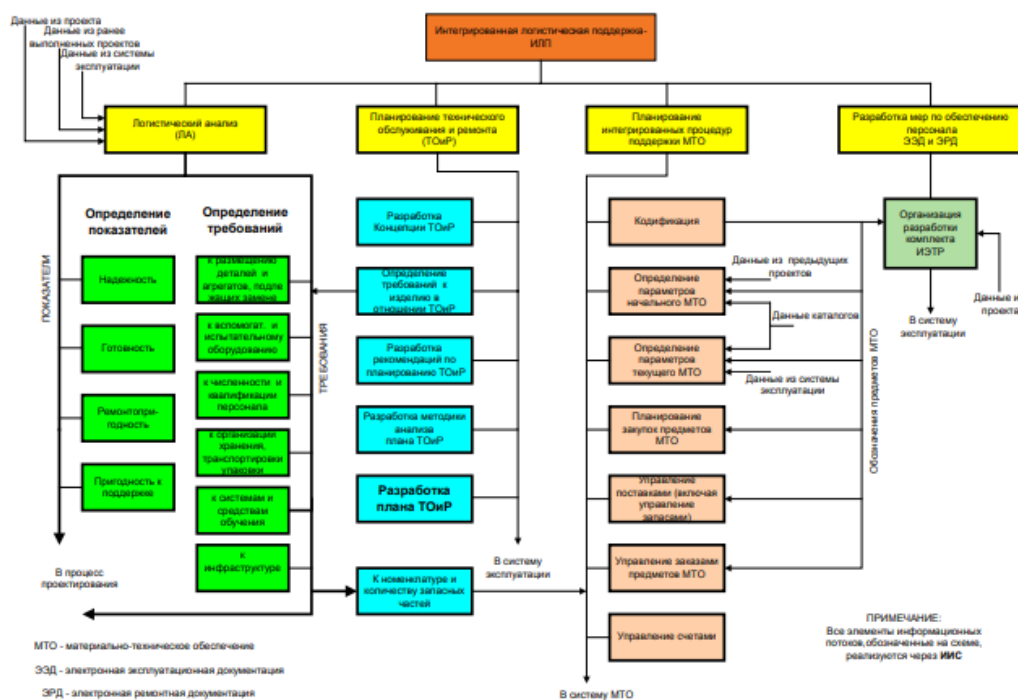 Данные из проекта
Данные из ранее
выполненных проектов
Данные из системы
эксплуатации
Интегрированная логистическая поддержка-
ИЛП
Логистический анализ
(ЛА)
Планирование технического
обслуживания и ремонта
(ТОиР)
Планирование
интегрированных процедур
поддержки МТО
Разработка мер по обеспечению
персонала
ЭЭД и ЭРД
ПОКАЗАТЕЛИ
Определение
показателей
Надежность
Готовность
Ремонтопри-
годность
Пригодность к
поддержке
В процесс
проектирования
Определение
требований
к размещению
деталей и
агрегатов, подле
жащих замене
к вспомогат. и
испытательному
оборудованию
к численности и
квалификации
персонала
к организации
хранения,
транспортировки
упаковки
к системам и
средствам
обучения
к
инфраструктуре
ТРЕБОВАНИЯ
Разработка
Концепции ТОиР
Определение
требований к
изделию в
отношении ТОиР
Разработка
рекомендаций по
планированию ТОиР
Разработка методики
анализа
плана ТОиР
Разработка
плана ТОиР
В систему
эксплуатации
К номенклатуре и
количеству запасных
частей
Кодификация
Определение
параметров
начального МТО
Определение
параметров
текущего МТО
Планирование
закупок предметов
МТО
Управление
поставками (включая
управление
запасами)
Управление заказами
предметов МТО
Управление счетами
В систему МТО
Данные из предыдущих
проектов
Данные каталогов
Данные из системы
эксплуатации
Обозначения предметов МТО
Организация
разработки
комплекта
ИЭТР
В систему
эксплуатации
Данные из
проекта
ПРИМЕЧАНИЕ:
Все элементы информационных
потоков,обозначенные на схеме,
реализуются через ИИС
МТО - материально-техническое обеспечение
ЭЭД - электронная эксплуатационная документация
ЭРД - электронная ремонтная документация